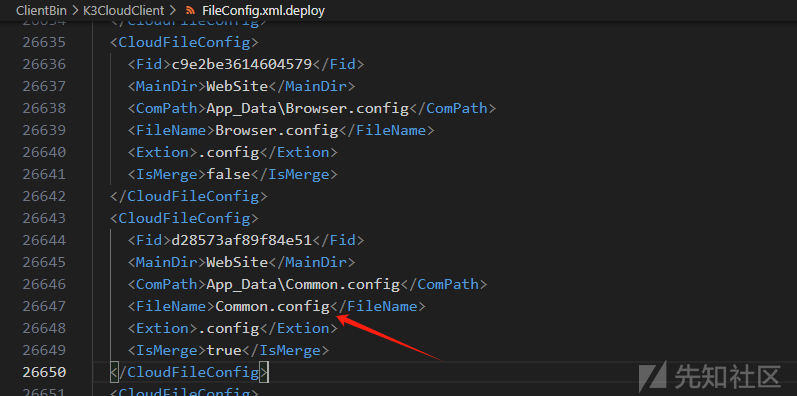 ClientBin > K3CloudClient > FileConfig.xml.deploy
26635 <CloudFileConfig>
26636 <Fid>c9e2be3614604579</Fid>
26637 <MainDir>WebSite</MainDir>
26638 <ComPath>App_Data\Browser.config</ComPath>
26639 <FileName>Browser.config</FileName>
26640 <Extion>.config</Extion>
26641 <IsMerge>false</IsMerge>
26642 </CloudFileConfig>
26643 <CloudFileConfig>
26644 <Fid>d28573af89f84e51</Fid>
26645 <MainDir>WebSite</MainDir>
26646 <ComPath>App_Data\Common.config</ComPath>
26647 <FileName>Common.config</FileName>
26648 <Extion>.config</Extion>
26649 <IsMerge>true</IsMerge>
26650 </CloudFileConfig>
26651 <CloudFileConfig>
先知社区